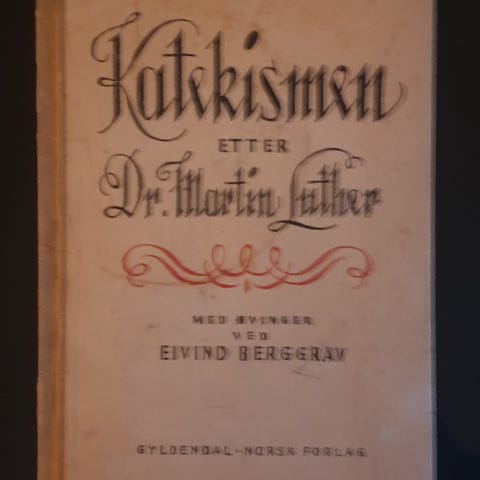 Katekismen
ETTER
Dr. Martin Luther
MED ØVINGER
VED
EIVIND BERGGRAV
GYLDENDAL-NORSK FORLAG